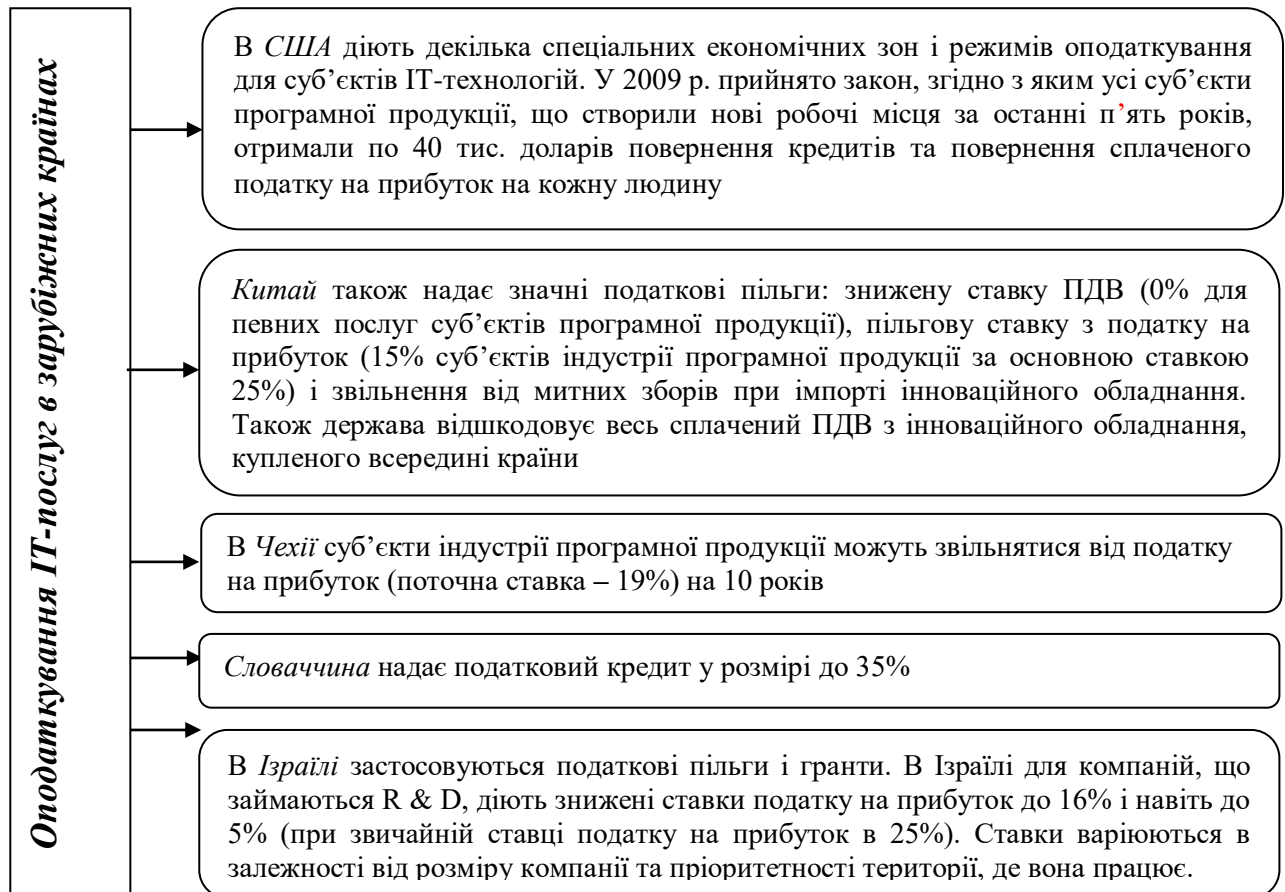 Оподаткування ІТ-послуг в зарубіжних країнах
В США діють декілька спеціальних економічних зон і режимів оподаткування
для суб’єктів ІТ-технологій. У 2009 р. прийнято закон, згідно з яким усі суб’єкти
програмної продукції, що створили нові робочі місця за останні п’ять років,
отримали по 40 тис. доларів повернення кредитів та повернення сплаченого
податку на прибуток на кожну людину
Китай також надає значні податкові пільги: знижену ставку ПДВ (0% для
певних послуг суб’єктів програмної продукції), пільгову ставку з податку на
прибуток (15% суб’єктів індустрії програмної продукції за основною ставкою
25%) і звільнення від митних зборів при імпорті інноваційного обладнання.
Також держава відшкодовує весь сплачений ПДВ з інноваційного обладнання,
купленого всередині країни
В Чехії суб’єкти індустрії програмної продукції можуть звільнятися від податку
на прибуток (поточна ставка – 19%) на 10 років
Словаччина надає податковий кредит у розмірі до 35%
В Ізраїлі застосовуються податкові пільги і гранти. В Ізраїлі для компаній, що
займаються R & D, діють знижені ставки податку на прибуток до 16% і навіть до
5% (при звичайній ставці податку на прибуток в 25%). Ставки варіюються в
залежності від розміру компанії та пріоритетності території, де вона працює.